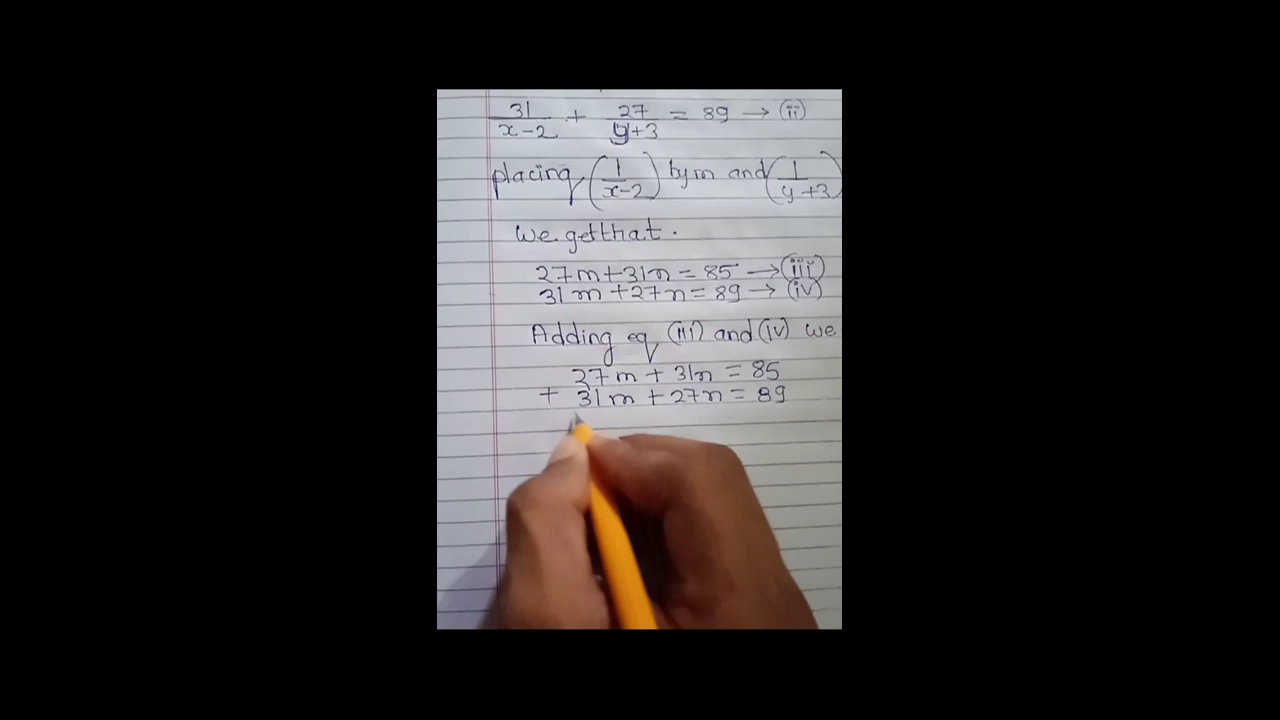 31/(x-2) + 27/(y+3) = 89 → (ii)
placing (1/(x-2)) by m and (1/(y+3))
we get that.
27m + 31n = 85 → (iii)
31m + 27n = 89 → (iv)
Adding eq (iii) and (iv) we
27m + 31n = 85
+ 31m + 27n = 89